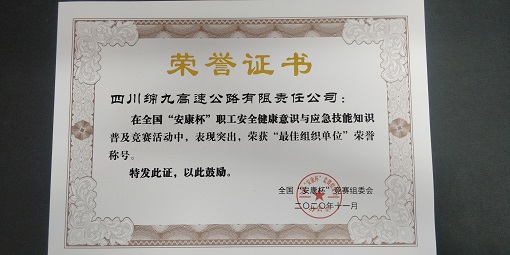 荣誉证书
四川绵九高速公路有限责任公司：
在全国“安康杯”职工安全健康意识与应急技能知识
普及竞赛活动中，表现突出，荣获“最佳组织单位”荣誉
称号。
特发此证，以此鼓励。
全国“安康杯”竞赛组委会
二〇二〇年十一月